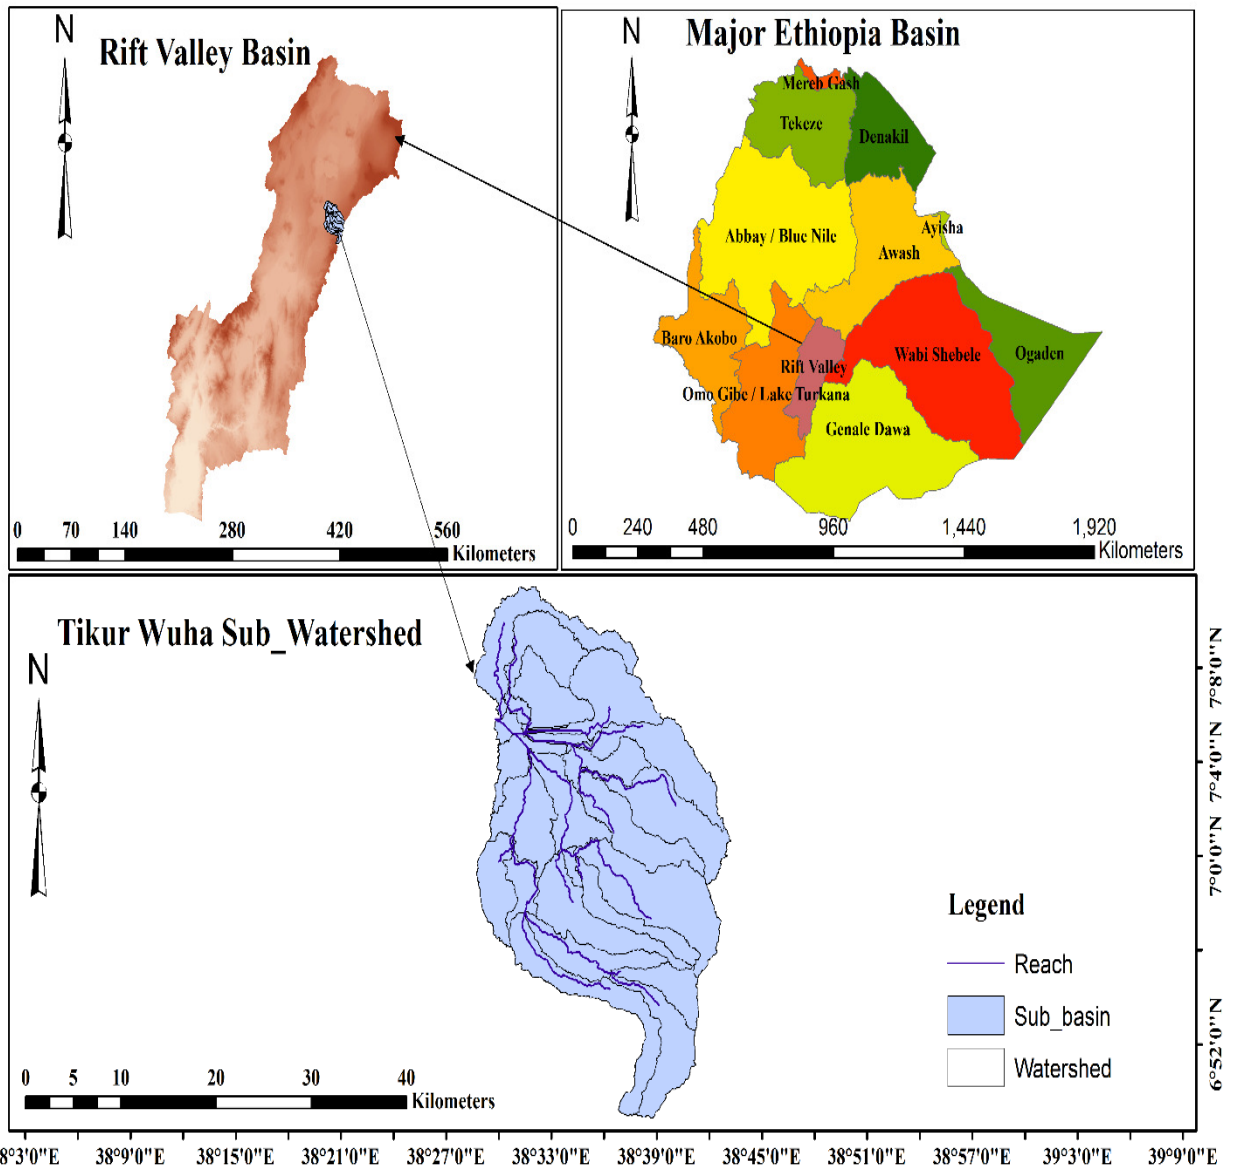 N
Rift Valley Basin
0 70 140 280 420 560
Kilometers
N
Major Ethiopia Basin
Mereb Gash
Tekeze
Denakil
Ayisha
Abbay / Blue Nile
Awash
Baro Akobo
Wabi Shebele
Ogaden
Rift Valley
Omo Gibe / Lake Turkana
Genale Dawa
0 240 480 960 1,440 1,920
Kilometers
Tikur Wuha Sub_Watershed
N
Legend
Reach
Sub_basin
Watershed
0 5 10 20 30 40
Kilometers
7°8'0"N
7°4'0"N
7°0'0"N
6°52'0"N
8°3'0"E 38°9'0"E 38°15'0"E 38°21'0"E 38°27'0"E 38°33'0"E 38°39'0"E 38°45'0"E 38°51'0"E 38°57'0"E 39°3'0"E 39°9'0"E